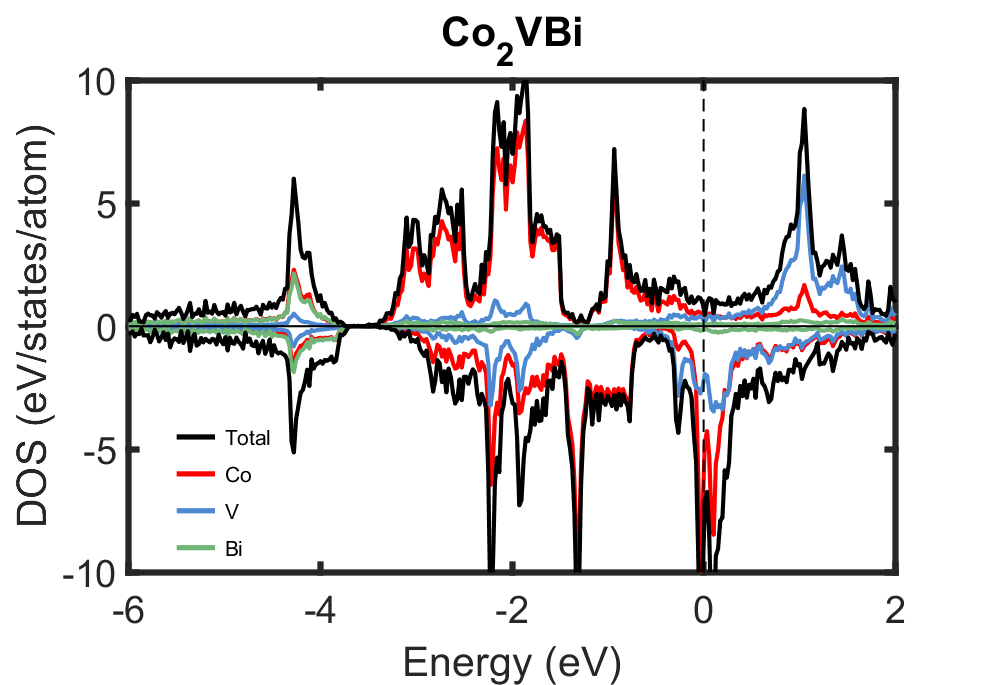 Co₂VBi
DOS (eV/states/atom)
10
5
0
-5
-10
Total
Co
V
Bi
-6 -4 -2 0 2
Energy (eV)